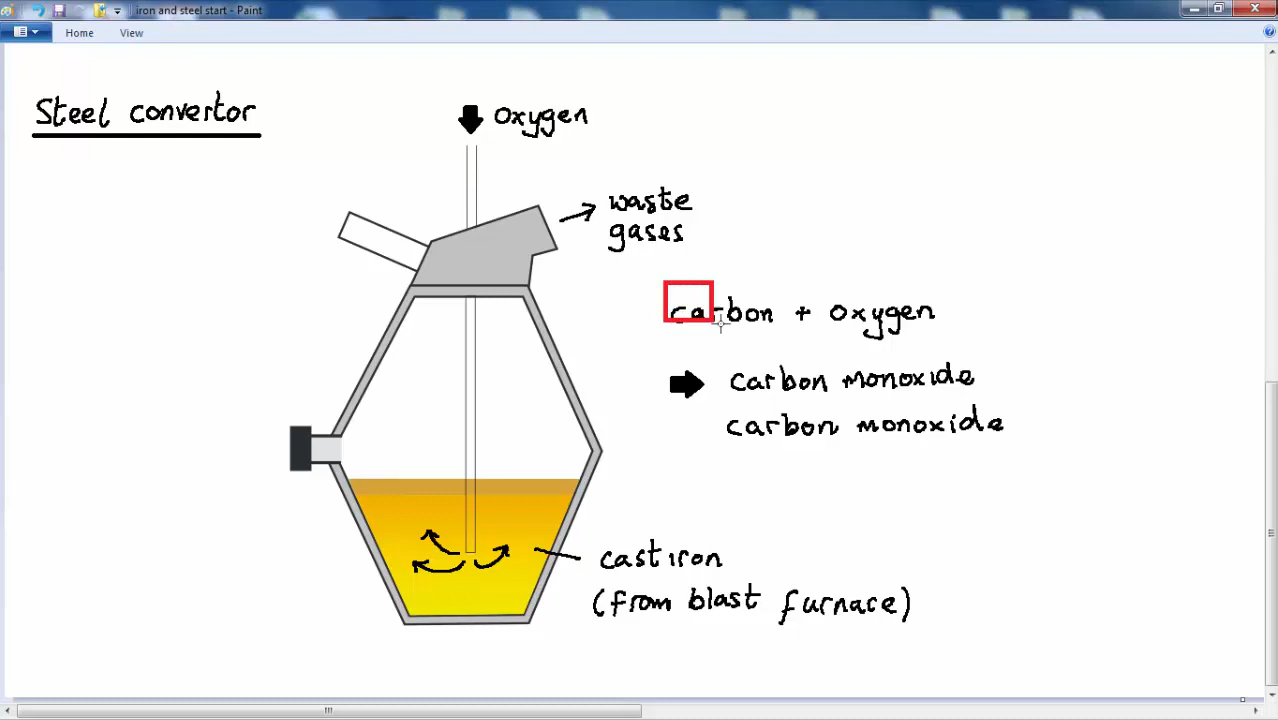 iron and steel start - Paint
Home View
Steel convertor
oxygen
waste
gases
carbon + oxygen
carbon monoxide
carbon monoxide
cast iron
(from blast furnace)